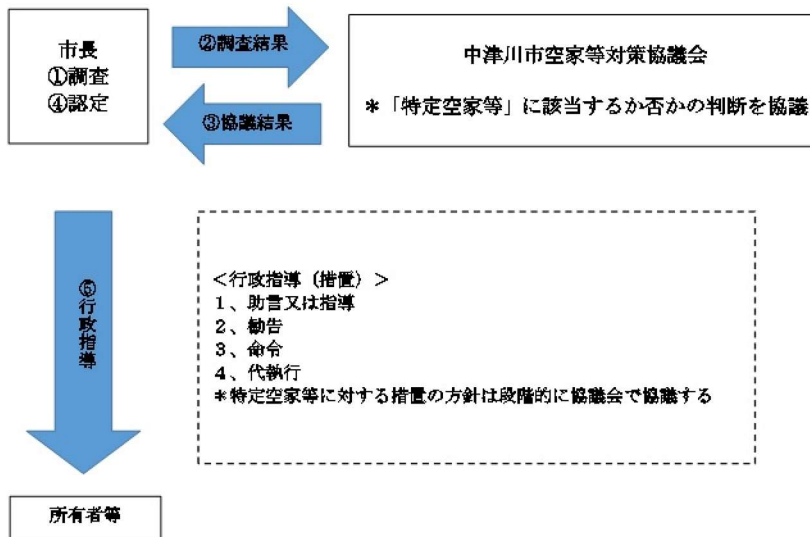 市長
①調査
④認定
②調査結果
③協議結果
中津川市空家等対策協議会
＊「特定空家等」に該当するか否かの判断を協議
⑤行政指導
＜行政指導（措置）＞
１、助言又は指導
２、勧告
３、命令
４、代執行
＊特定空家等に対する措置の方針は段階的に協議会で協議する
所有者等